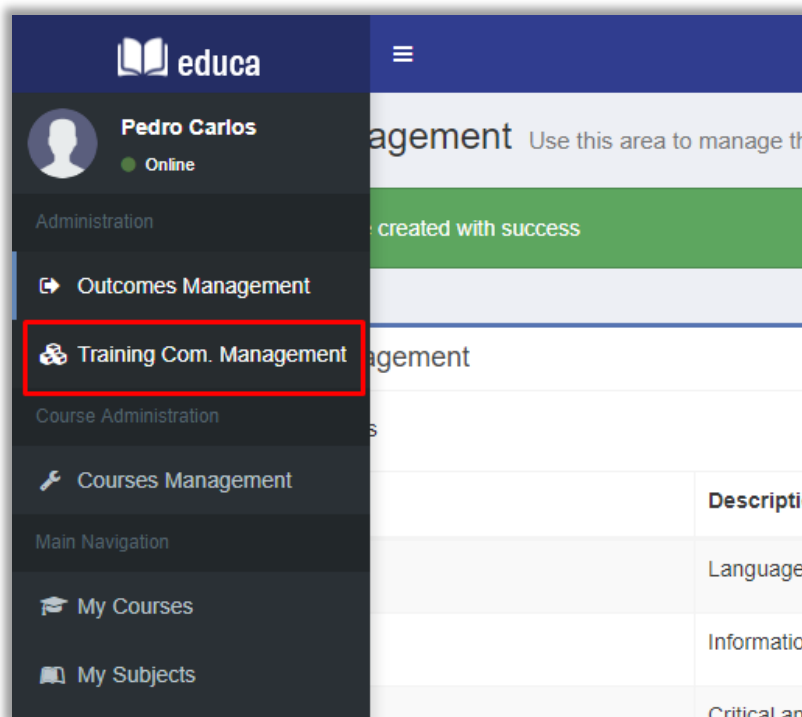 educa
Pedro Carlos
Online
agement Use this area to manage th
Administration
created with success
Outcomes Management
Training Com. Management
agement
Course Administration
s
Courses Management
Descripti
Main Navigation
Language
My Courses
Informatio
My Subjects
Critical an